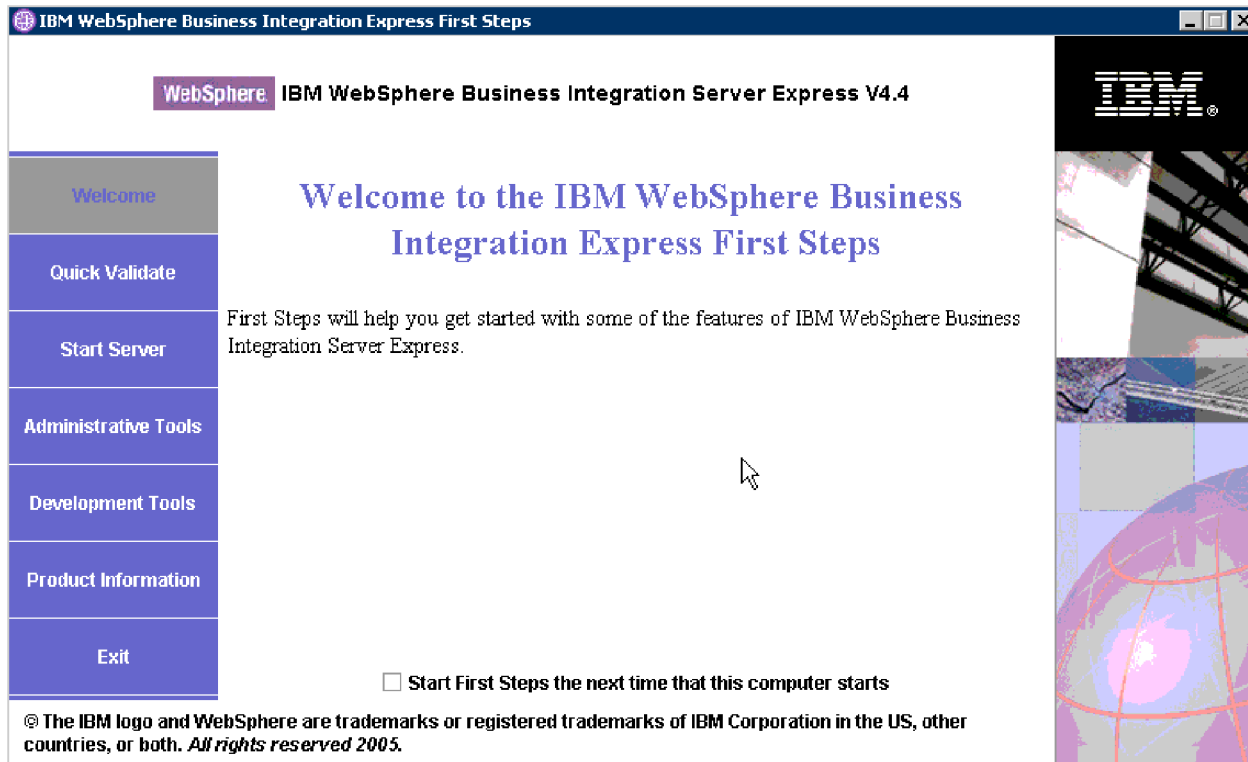 IBM WebSphere Business Integration Express First Steps
WebSphere. IBM WebSphere Business Integration Server Express V4.4
IBM®
Welcome
Quick Validate
Start Server
Administrative Tools
Development Tools
Product Information
Exit
Welcome to the IBM WebSphere Business
Integration Express First Steps
First Steps will help you get started with some of the features of IBM WebSphere Business
Integration Server Express.
Start First Steps the next time that this computer starts
© The IBM logo and WebSphere are trademarks or registered trademarks of IBM Corporation in the US, other
countries, or both. All rights reserved 2005.